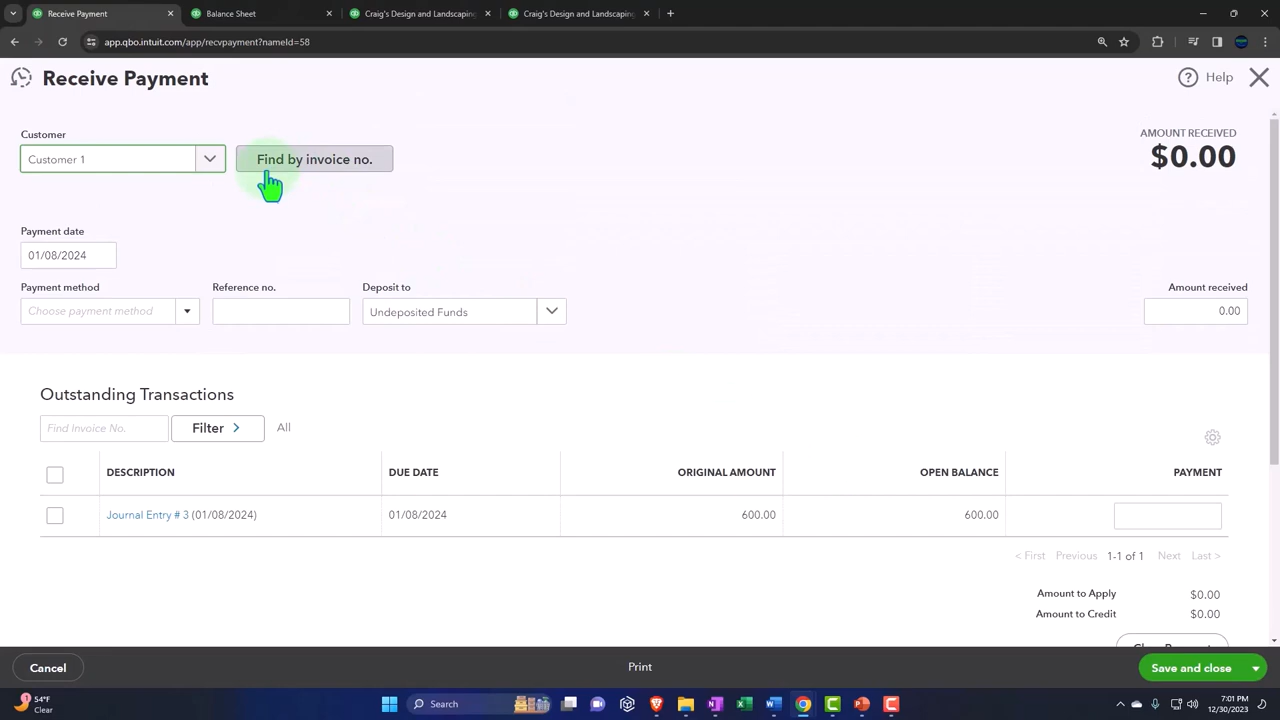 Receive Payment
Balance Sheet
Craig's Design and Landscaping
Craig's Design and Landscaping
app.qbo.intuit.com/app/recvpayment?nameId=58
Receive Payment
Help
Customer
Customer 1
Find by invoice no.
AMOUNT RECEIVED
$0.00
Payment date
01/08/2024
Payment method
Reference no.
Deposit to
Amount received
Choose payment method
Undeposited Funds
0.00
Outstanding Transactions
Find Invoice No.
Filter >
All
DESCRIPTION DUE DATE ORIGINAL AMOUNT OPEN BALANCE PAYMENT
Journal Entry # 3 (01/08/2024) 01/08/2024 600.00 600.00
< First Previous 1-1 of 1 Next Last >
Amount to Apply $0.00
Amount to Credit $0.00
Cancel
Print
Save and close
54°F
Clear
Search
7:01 PM
12/30/2023